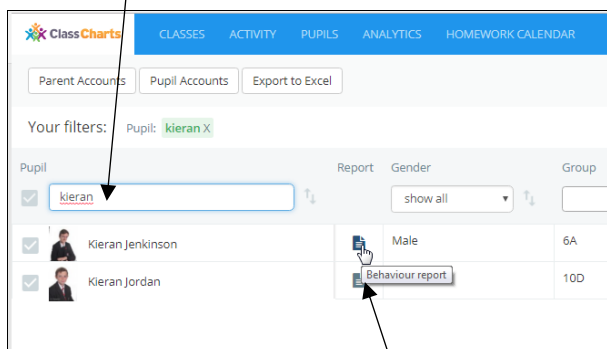 ClassCharts CLASSES ACTIVITY PUPILS ANALYTICS HOMEWORK CALENDAR
Parent Accounts Pupil Accounts Export to Excel
Your filters: Pupil: kieran X
Pupil Report Gender Group
kieran show all
Kieran Jenkinson Male 6A
Behaviour report
Kieran Jordan 10D